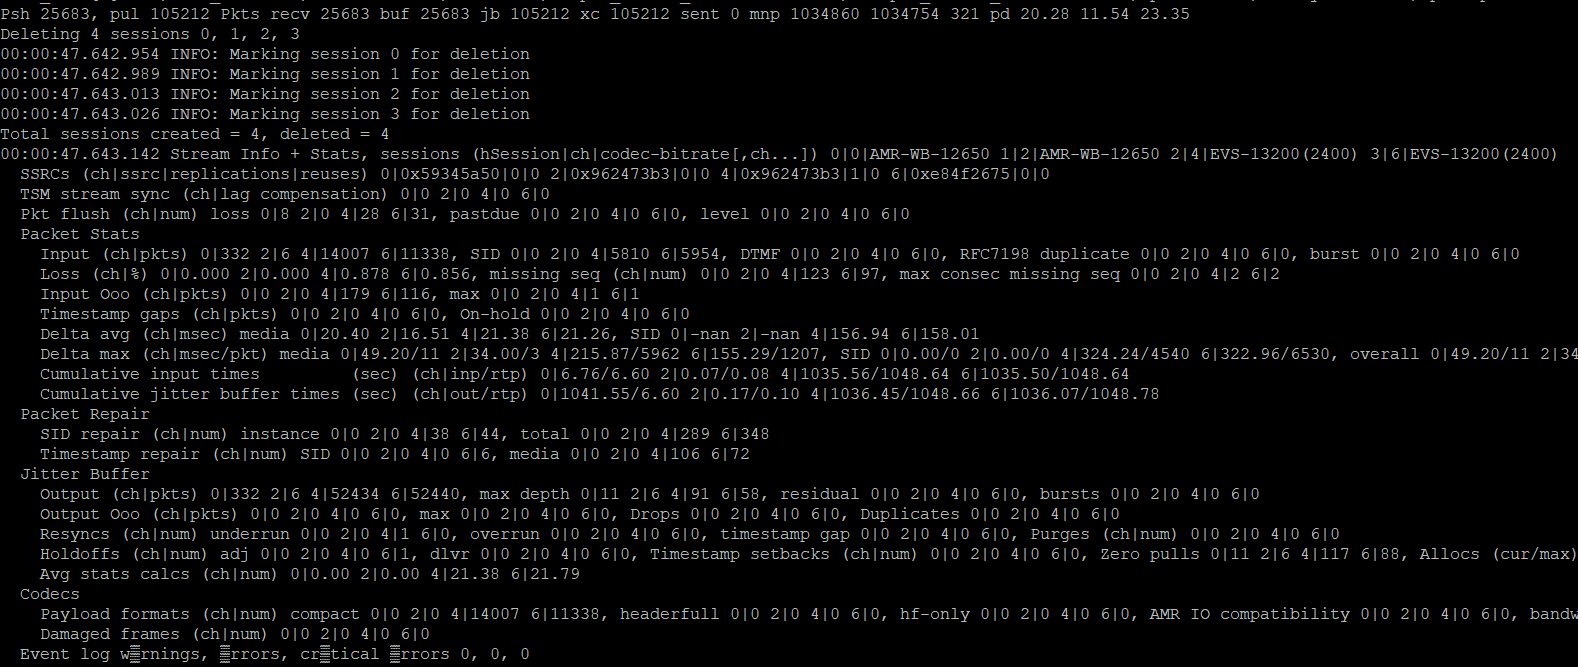 Psh 25683, pul 105212 Pkts recv 25683 buf 25683 jb 105212 xc 105212 sent 0 mnp 1034860 1034754 321 pd 20.28 11.54 23.35
Deleting 4 sessions 0, 1, 2, 3
00:00:47.642.954 INFO: Marking session 0 for deletion
00:00:47.642.989 INFO: Marking session 1 for deletion
00:00:47.643.013 INFO: Marking session 2 for deletion
00:00:47.643.026 INFO: Marking session 3 for deletion
Total sessions created = 4, deleted = 4
00:00:47.643.142 Stream Info + Stats, sessions (hSession|ch|codec-bitrate[,ch...]) 0|0|AMR-WB-12650 1|2|AMR-WB-12650 2|4|EVS-13200(2400) 3|6|EVS-13200(2400)
SSRCs (ch|ssrc|replications|reuses) 0|0x59345a50|0|0 2|0x962473b3|0|0 4|0x962473b3|1|0 6|0xe84f2675|0|0
TSM stream sync (ch|lag compensation) 0|0 2|0 4|0 6|0
Pkt flush (ch|num) loss 0|8 2|0 4|28 6|31, pastdue 0|0 2|0 4|0 6|0, level 0|0 2|0 4|0 6|0
Packet Stats
Input (ch|pkts) 0|332 2|6 4|14007 6|11338, SID 0|0 2|0 4|5810 6|5954, DTMF 0|0 2|0 4|0 6|0, RFC7198 duplicate 0|0 2|0 4|0 6|0, burst 0|0 2|0 4|0 6|0
Loss (ch|%) 0|0.000 2|0.000 4|0.878 6|0.856, missing seq (ch|num) 0|0 2|0 4|123 6|97, max consec missing seq 0|0 2|0 4|2 6|2
Input Ooo (ch|pkts) 0|0 2|0 4|179 6|116, max 0|0 2|0 4|1 6|1
Timestamp gaps (ch|pkts) 0|0 2|0 4|0 6|0, On-hold 0|0 2|0 4|0 6|0
Delta avg (ch|msec) media 0|20.40 2|16.51 4|21.38 6|21.26, SID 0|-nan 2|-nan 4|156.94 6|158.01
Delta max (ch|msec/pkt) media 0|49.20/11 2|34.00/3 4|215.87/5962 6|155.29/1207, SID 0|0.00/0 2|0.00/0 4|324.24/4540 6|322.96/6530, overall 0|49.20/11 2|34
Cumulative input times (sec) (ch|inp/rtp) 0|6.76/6.60 2|0.07/0.08 4|1035.56/1048.64 6|1035.50/1048.64
Cumulative jitter buffer times (sec) (ch|out/rtp) 0|1041.55/6.60 2|0.17/0.10 4|1036.45/1048.66 6|1036.07/1048.78
Packet Repair
SID repair (ch|num) instance 0|0 2|0 4|38 6|44, total 0|0 2|0 4|289 6|348
Timestamp repair (ch|num) SID 0|0 2|0 4|0 6|6, media 0|0 2|0 4|106 6|72
Jitter Buffer
Output (ch|pkts) 0|332 2|6 4|52434 6|52440, max depth 0|11 2|6 4|91 6|58, residual 0|0 2|0 4|0 6|0, bursts 0|0 2|0 4|0 6|0
Output Ooo (ch|pkts) 0|0 2|0 4|0 6|0, max 0|0 2|0 4|0 6|0, Drops 0|0 2|0 4|0 6|0, Duplicates 0|0 2|0 4|0 6|0
Resyncs (ch|num) underrun 0|0 2|0 4|1 6|0, overrun 0|0 2|0 4|0 6|0, timestamp gap 0|0 2|0 4|0 6|0, Purges (ch|num) 0|0 2|0 4|0 6|0
Holdoffs (ch|num) adj 0|0 2|0 4|0 6|1, dlvr 0|0 2|0 4|0 6|0, Timestamp setbacks (ch|num) 0|0 2|0 4|0 6|0, Zero pulls 0|11 2|6 4|117 6|88, Allocs (cur/max)
Avg stats calcs (ch|num) 0|0.00 2|0.00 4|21.38 6|21.79
Codecs
Payload formats (ch|num) compact 0|0 2|0 4|14007 6|11338, headerfull 0|0 2|0 4|0 6|0, hf-only 0|0 2|0 4|0 6|0, AMR IO compatibility 0|0 2|0 4|0 6|0, bandw
Damaged frames (ch|num) 0|0 2|0 4|0 6|0
Event log w▒rnings, ▒rrors, cr▒tical ▒rrors 0, 0, 0